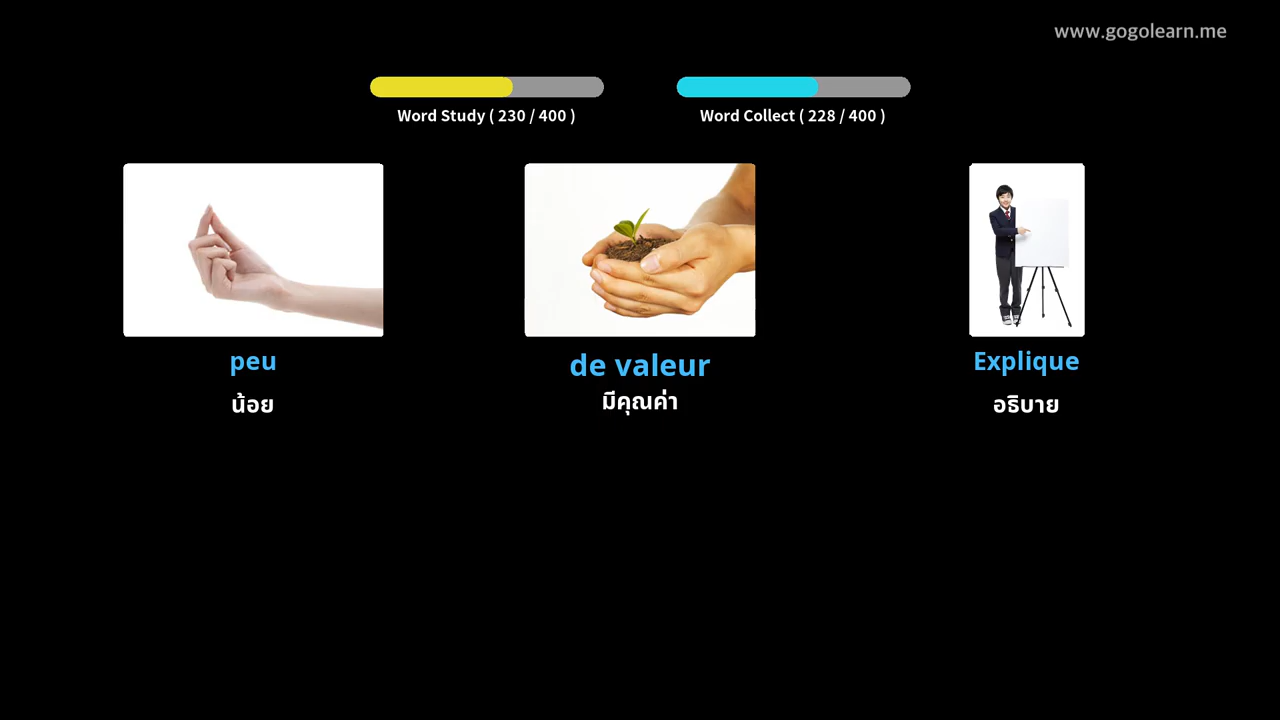 www.gogolearn.me
Word Study ( 230 / 400 )
Word Collect ( 228 / 400 )
peu
de valeur
Explique
น้อย
มีคุณค่า
อธิบาย